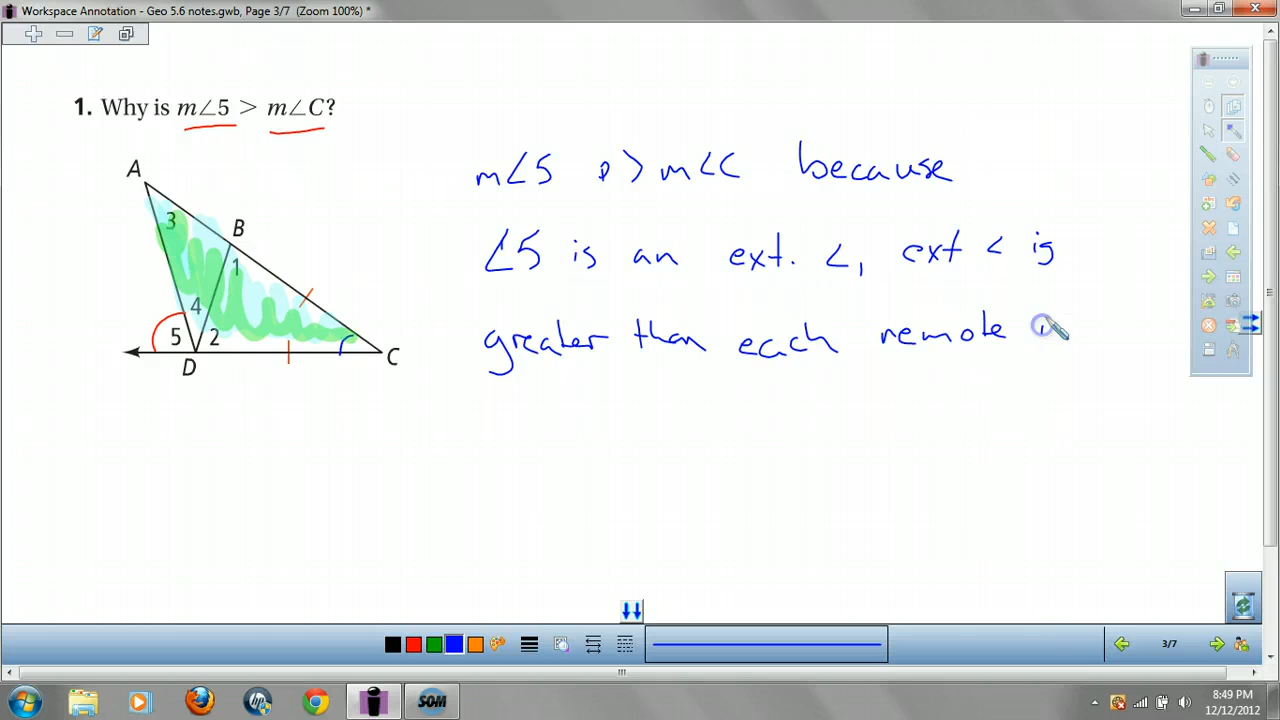 Workspace Annotation - Geo 5.6 notes.gwb, Page 3/7 (Zoom 100%) *
1. Why is m∠5 > m∠C?
A
3
B
1
4
5
2
D
C
m∠5 > m∠C because
∠5 is an ext. <, ext < is
greater than each remote
3/7
hp
SOM
8:49 PM
12/12/2012